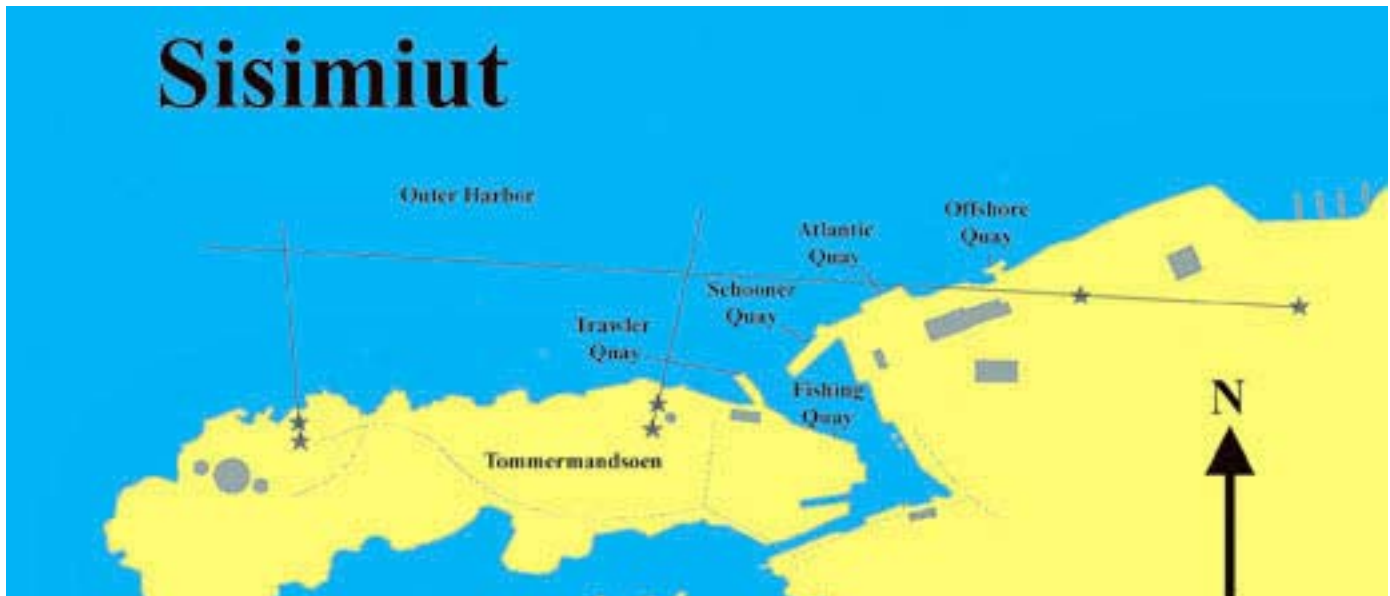 Sisimiut
Outer Harbor
Offshore
Quay
Atlantic
Quay
Schooner
Quay
Trawler
Quay
Fishing
Quay
N
Tommermandsoen